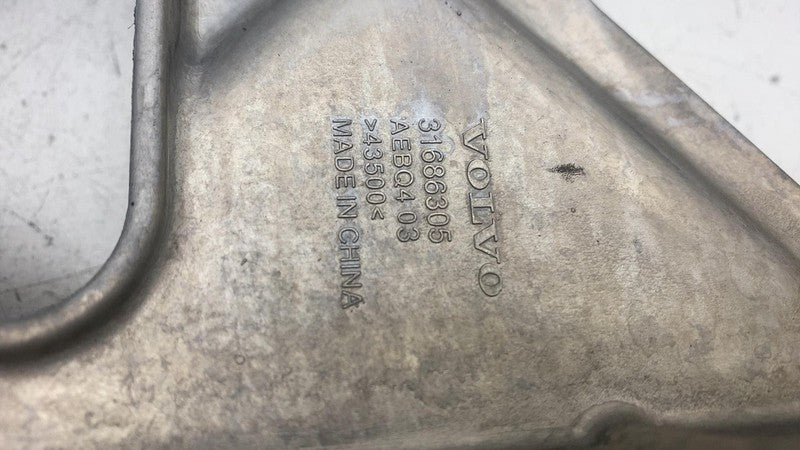 VOLVO
31686305
AEBQ4 03
>43500<
MADE IN CHINA